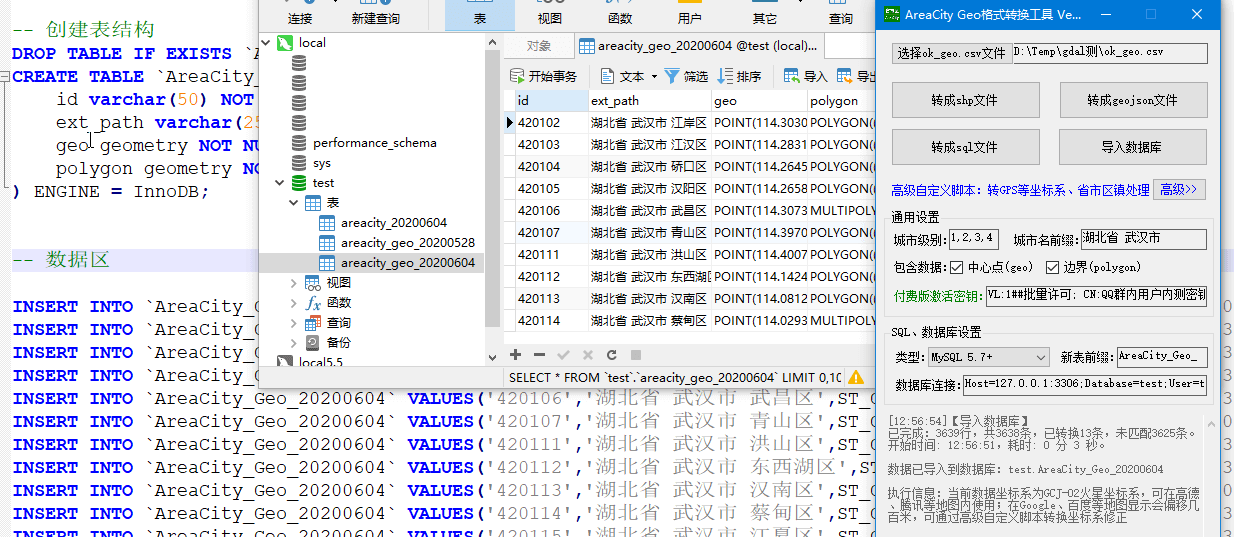 -- 创建表结构
DROP TABLE IF EXISTS `A
CREATE TABLE `AreaCity_
id varchar(50) NOT
ext_path varchar(25
geo geometry NOT NU
polygon geometry NO
) ENGINE = InnoDB;
-- 数据区
INSERT INTO `AreaCity_G
INSERT INTO `AreaCity_G
INSERT INTO `AreaCity_G
INSERT INTO `AreaCity_G
INSERT INTO `AreaCity_Geo_20200604` VALUES('420106','湖北省 武汉市 武昌区',ST_G
INSERT INTO `AreaCity_Geo_20200604` VALUES('420107','湖北省 武汉市 青山区',ST_G
INSERT INTO `AreaCity_Geo_20200604` VALUES('420111','湖北省 武汉市 洪山区',ST_G
INSERT INTO `AreaCity_Geo_20200604` VALUES('420112','湖北省 武汉市 东西湖区',ST_
INSERT INTO `AreaCity_Geo_20200604` VALUES('420113','湖北省 武汉市 汉南区',ST_G
INSERT INTO `AreaCity_Geo_20200604` VALUES('420114','湖北省 武汉市 蔡甸区',ST_G
INSERT INTO `AreaCity_Geo_20200604` VALUES('420115','湖北省 武汉市 江夏区',ST_G
连接 新建查询 表 视图 函数 用户 其它 查询
local
performance_schema
sys
test
表
areacity_20200604
areacity_geo_20200528
areacity_geo_20200604
视图
函数
查询
备份
local5.5
对象 areacity_geo_20200604 @test (local)...
开始事务 文本 筛选 排序 导入 导出
id ext_path geo polygon
420102 湖北省 武汉市 江岸区 POINT(114.3030 POLYGON((
420103 湖北省 武汉市 江汉区 POINT(114.2831 POLYGON((
420104 湖北省 武汉市 硚口区 POINT(114.2645 POLYGON((
420105 湖北省 武汉市 汉阳区 POINT(114.2658 POLYGON((
420106 湖北省 武汉市 武昌区 POINT(114.3073 MULTIPOLY
420107 湖北省 武汉市 青山区 POINT(114.3970 POLYGON((
420111 湖北省 武汉市 洪山区 POINT(114.4007 POLYGON((
420112 湖北省 武汉市 东西湖区 POINT(114.1424 POLYGON((
420113 湖北省 武汉市 汉南区 POINT(114.0812 POLYGON((
420114 湖北省 武汉市 蔡甸区 POINT(114.0293 MULTIPOLY
SELECT * FROM `test`.`areacity_geo_20200604` LIMIT 0,10
AreaCity Geo格式转换工具 Ve...
选择ok_geo.csv文件 D:\Temp\gdal测\ok_geo.csv
转成shp文件 转成geojson文件
转成sql文件 导入数据库
高级自定义脚本: 转GPS等坐标系、省市区镇处理 高级>>
通用设置
城市级别: 1,2,3,4 城市名前缀: 湖北省 武汉市
包含数据: 中心点(geo) 边界(polygon)
付费版激活密钥: VL:1##批量许可; CN:QQ群内用户内测密钥
SQL、数据库设置
类型: MySQL 5.7+ 新表前缀: AreaCity_Geo_
数据库连接: Host=127.0.0.1:3306;Database=test;User=t
[12:56:54]【导入数据库】
已完成: 3639行, 共3638条, 已转换13条, 未匹配3625条。
开始时间: 12:56:51, 耗时: 0 分 3 秒。
数据已导入到数据库: test.AreaCity_Geo_20200604
执行信息: 当前数据坐标系为GCJ-02火星坐标系, 可在高德
、腾讯等地图内使用; 在Google、百度等地图显示会偏移几
百米, 可通过高级自定义脚本转换坐标系修正